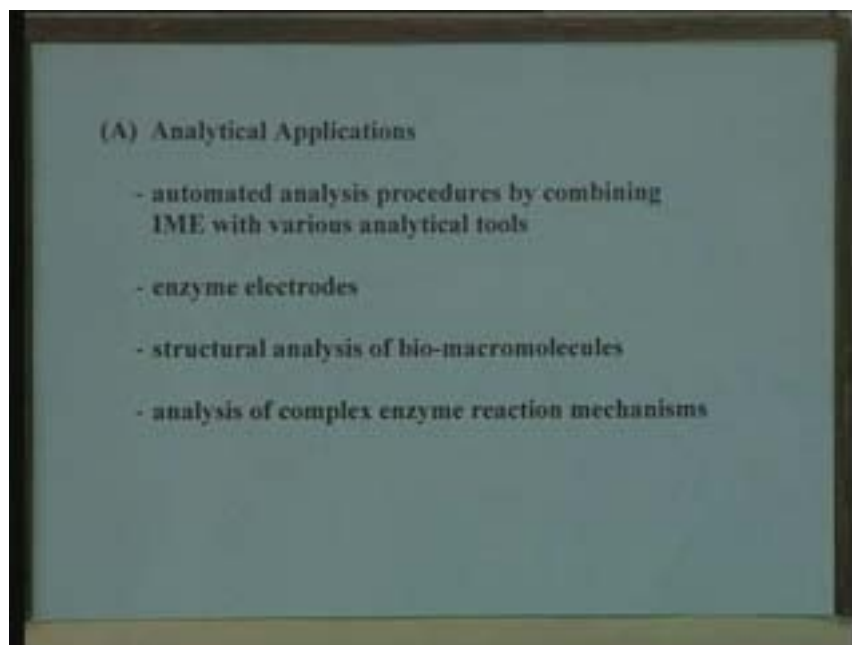 (A) Analytical Applications
- automated analysis procedures by combining
IME with various analytical tools
- enzyme electrodes
- structural analysis of bio-macromolecules
- analysis of complex enzyme reaction mechanisms